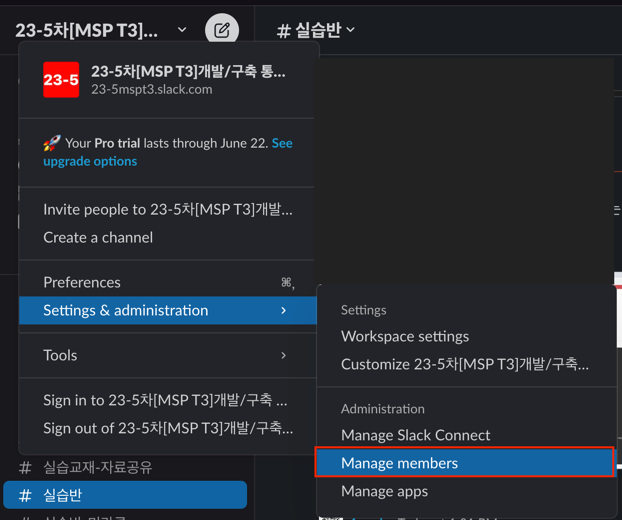 23-5차[MSP T3]...
# 실습반
23-5
23-5차[MSP T3]개발/구축 통...
23-5mspt3.slack.com
🚀 Your Pro trial lasts through June 22. See
upgrade options
Invite people to 23-5차[MSP T3]개발...
Create a channel
Preferences ⌘,
Settings & administration
Tools
Sign in to 23-5차[MSP T3]개발/구축 ...
Sign out of 23-5차[MSP T3]개발/구축...
Settings
Workspace settings
Customize 23-5차[MSP T3]개발/구축...
Administration
Manage Slack Connect
Manage members
Manage apps
# 실습교재-자료공유
# 실습반